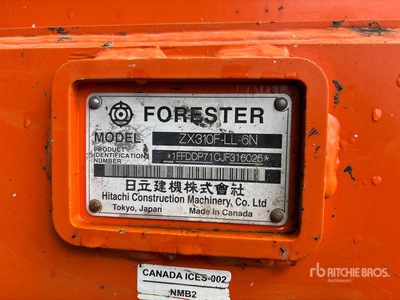 FORESTER
MODEL ZX310F-LL-6N
PRODUCT IDENTIFICATION NUMBER *1FFDDP71CJF316025*
日立建機株式會社
Hitachi Construction Machinery, Co. Ltd
Tokyo, Japan Made in Canada
CANADA ICES-002
NMB2
rb RITCHIE BROS.
Auctioneers